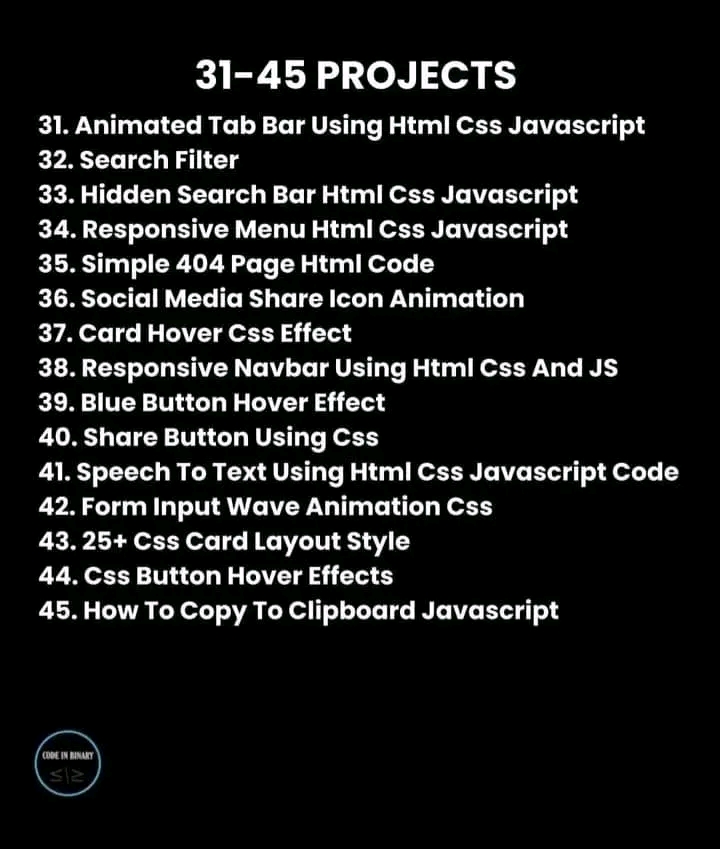 31-45 PROJECTS
31. Animated Tab Bar Using Html Css Javascript
32. Search Filter
33. Hidden Search Bar Html Css Javascript
34. Responsive Menu Html Css Javascript
35. Simple 404 Page Html Code
36. Social Media Share Icon Animation
37. Card Hover Css Effect
38. Responsive Navbar Using Html Css And JS
39. Blue Button Hover Effect
40. Share Button Using Css
41. Speech To Text Using Html Css Javascript Code
42. Form Input Wave Animation Css
43. 25+ Css Card Layout Style
44. Css Button Hover Effects
45. How To Copy To Clipboard Javascript
CODE IN BINARY
≤|≥